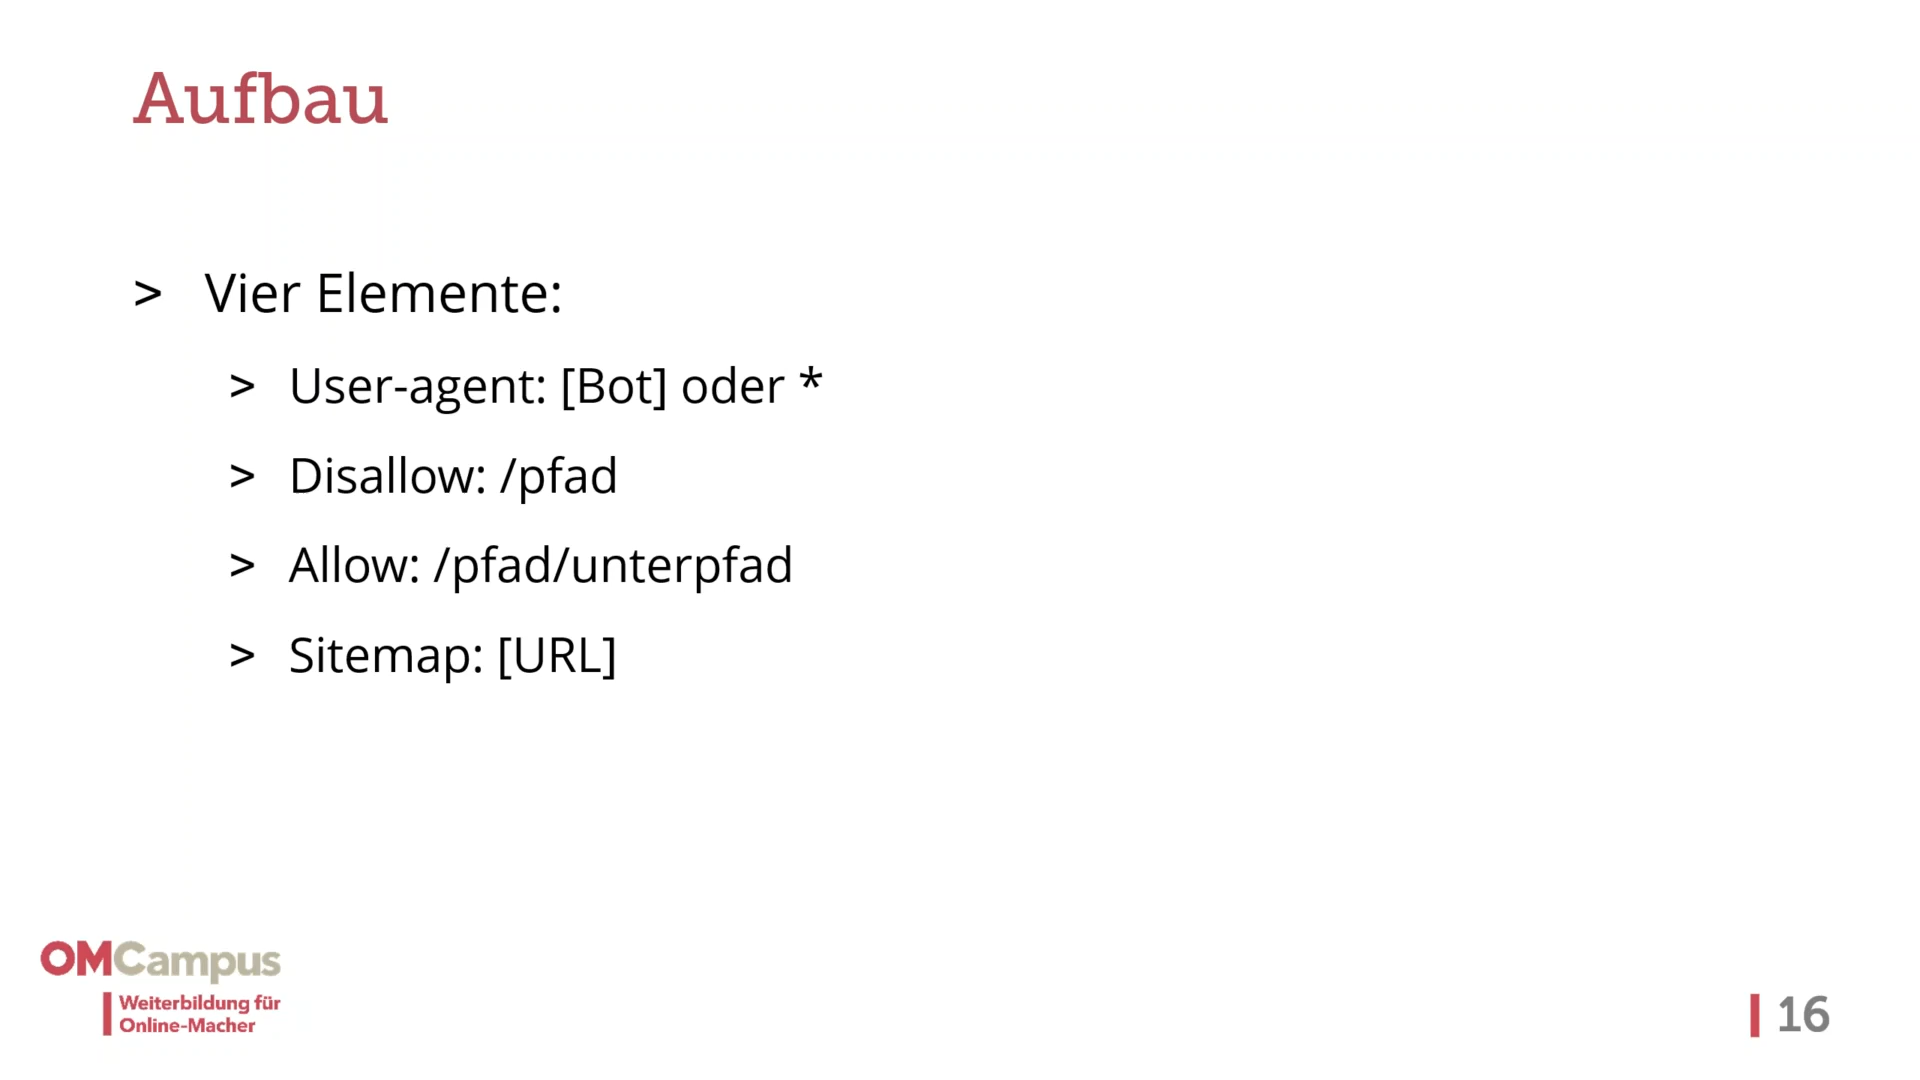 Aufbau
> Vier Elemente:
> User-agent: [Bot] oder *
> Disallow: /pfad
> Allow: /pfad/unterpfad
> Sitemap: [URL]
OMCampus
Weiterbildung für
Online-Macher
16